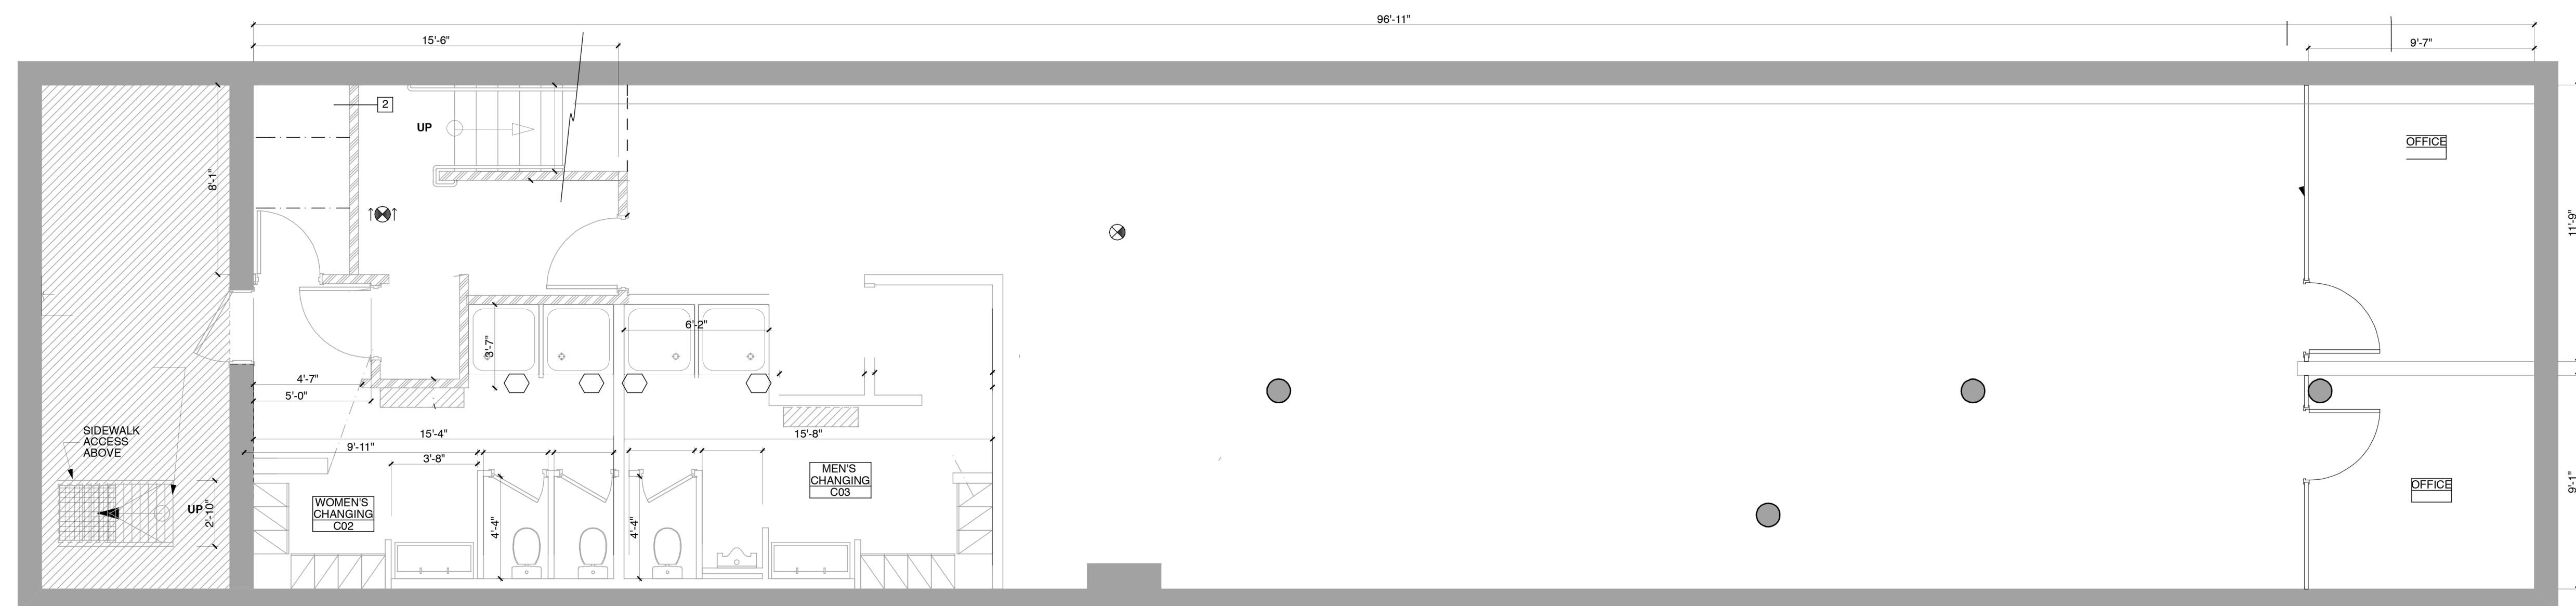 96'-11"
15'-6"
9'-7"
2
UP
OFFICE
8'-1"
11'-9"
6'-2"
3'-7"
4'-7"
5'-0"
SIDEWALK
ACCESS
ABOVE
15'-4"
15'-8"
9'-11"
3'-8"
MEN'S
CHANGING
C03
OFFICE
9'-1"
WOMEN'S
CHANGING
C02
UP
2'-10"
4'-4"
4'-4"